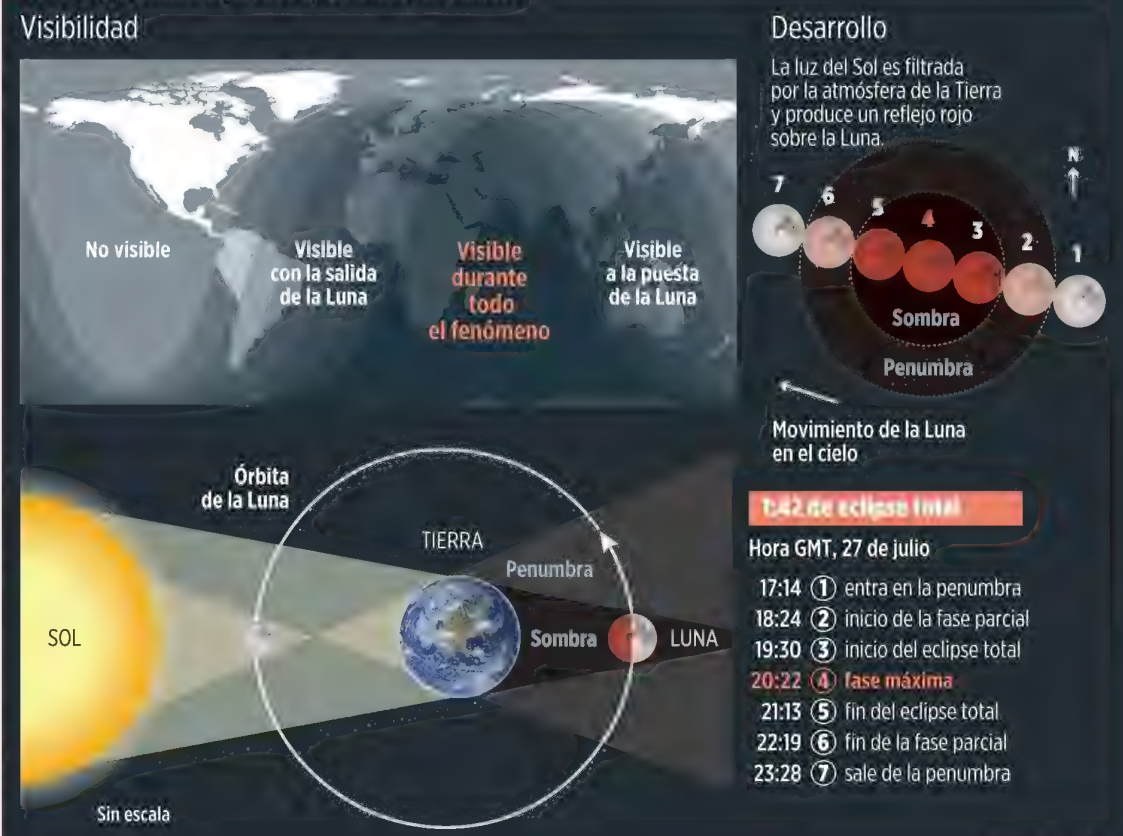 Visibilidad
No visible
Visible
con la salida
de la Luna
Visible
durante
todo
el fenómeno
Visible
a la puesta
de la Luna
Desarrollo
La luz del Sol es filtrada
por la atmósfera de la Tierra
y produce un reflejo rojo
sobre la Luna.
N
7
6
5
4
3
2
1
Sombra
Penumbra
Movimiento de la Luna
en el cielo
Órbita
de la Luna
TIERRA
Penumbra
SOL
Sombra
LUNA
Sin escala
1:42 de eclipse total
Hora GMT, 27 de julio
17:14 1 entra en la penumbra
18:24 2 inicio de la fase parcial
19:30 3 inicio del eclipse total
20:22 4 fase máxima
21:13 5 fin del eclipse total
22:19 6 fin de la fase parcial
23:28 7 sale de la penumbra